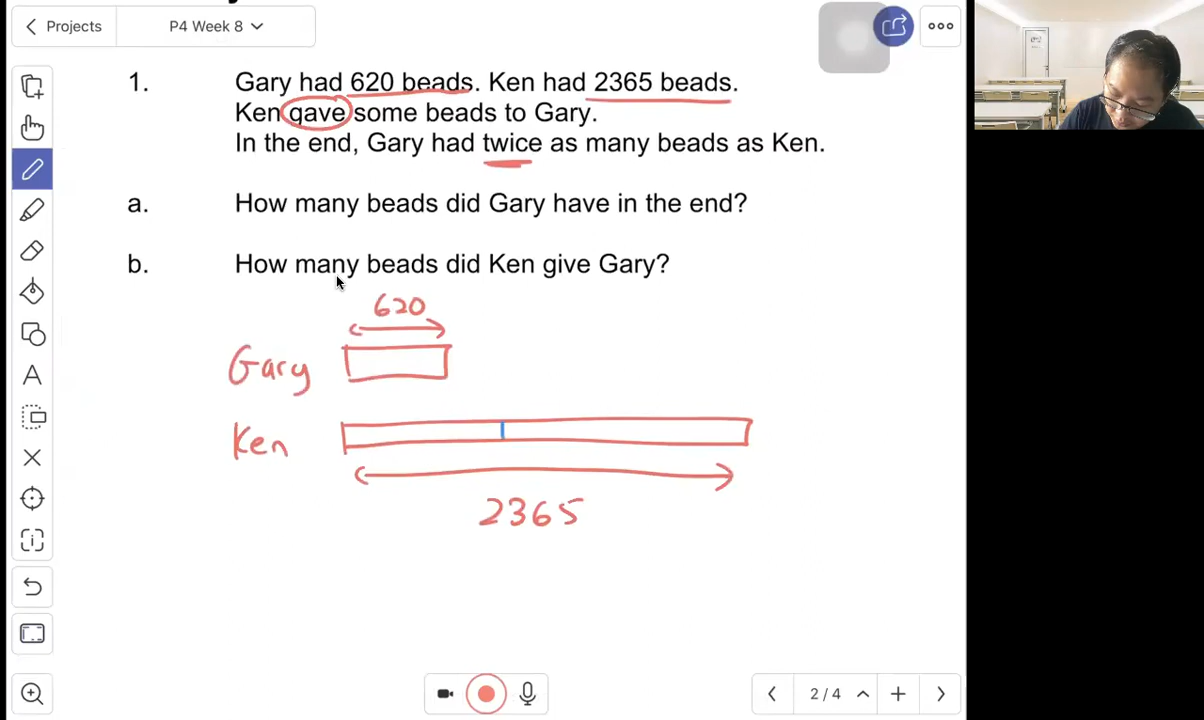 Projects
P4 Week 8
1. Gary had 620 beads. Ken had 2365 beads.
Ken gave some beads to Gary.
In the end, Gary had twice as many beads as Ken.
a. How many beads did Gary have in the end?
b. How many beads did Ken give Gary?
620
Gary
Ken
2365
A
2 / 4